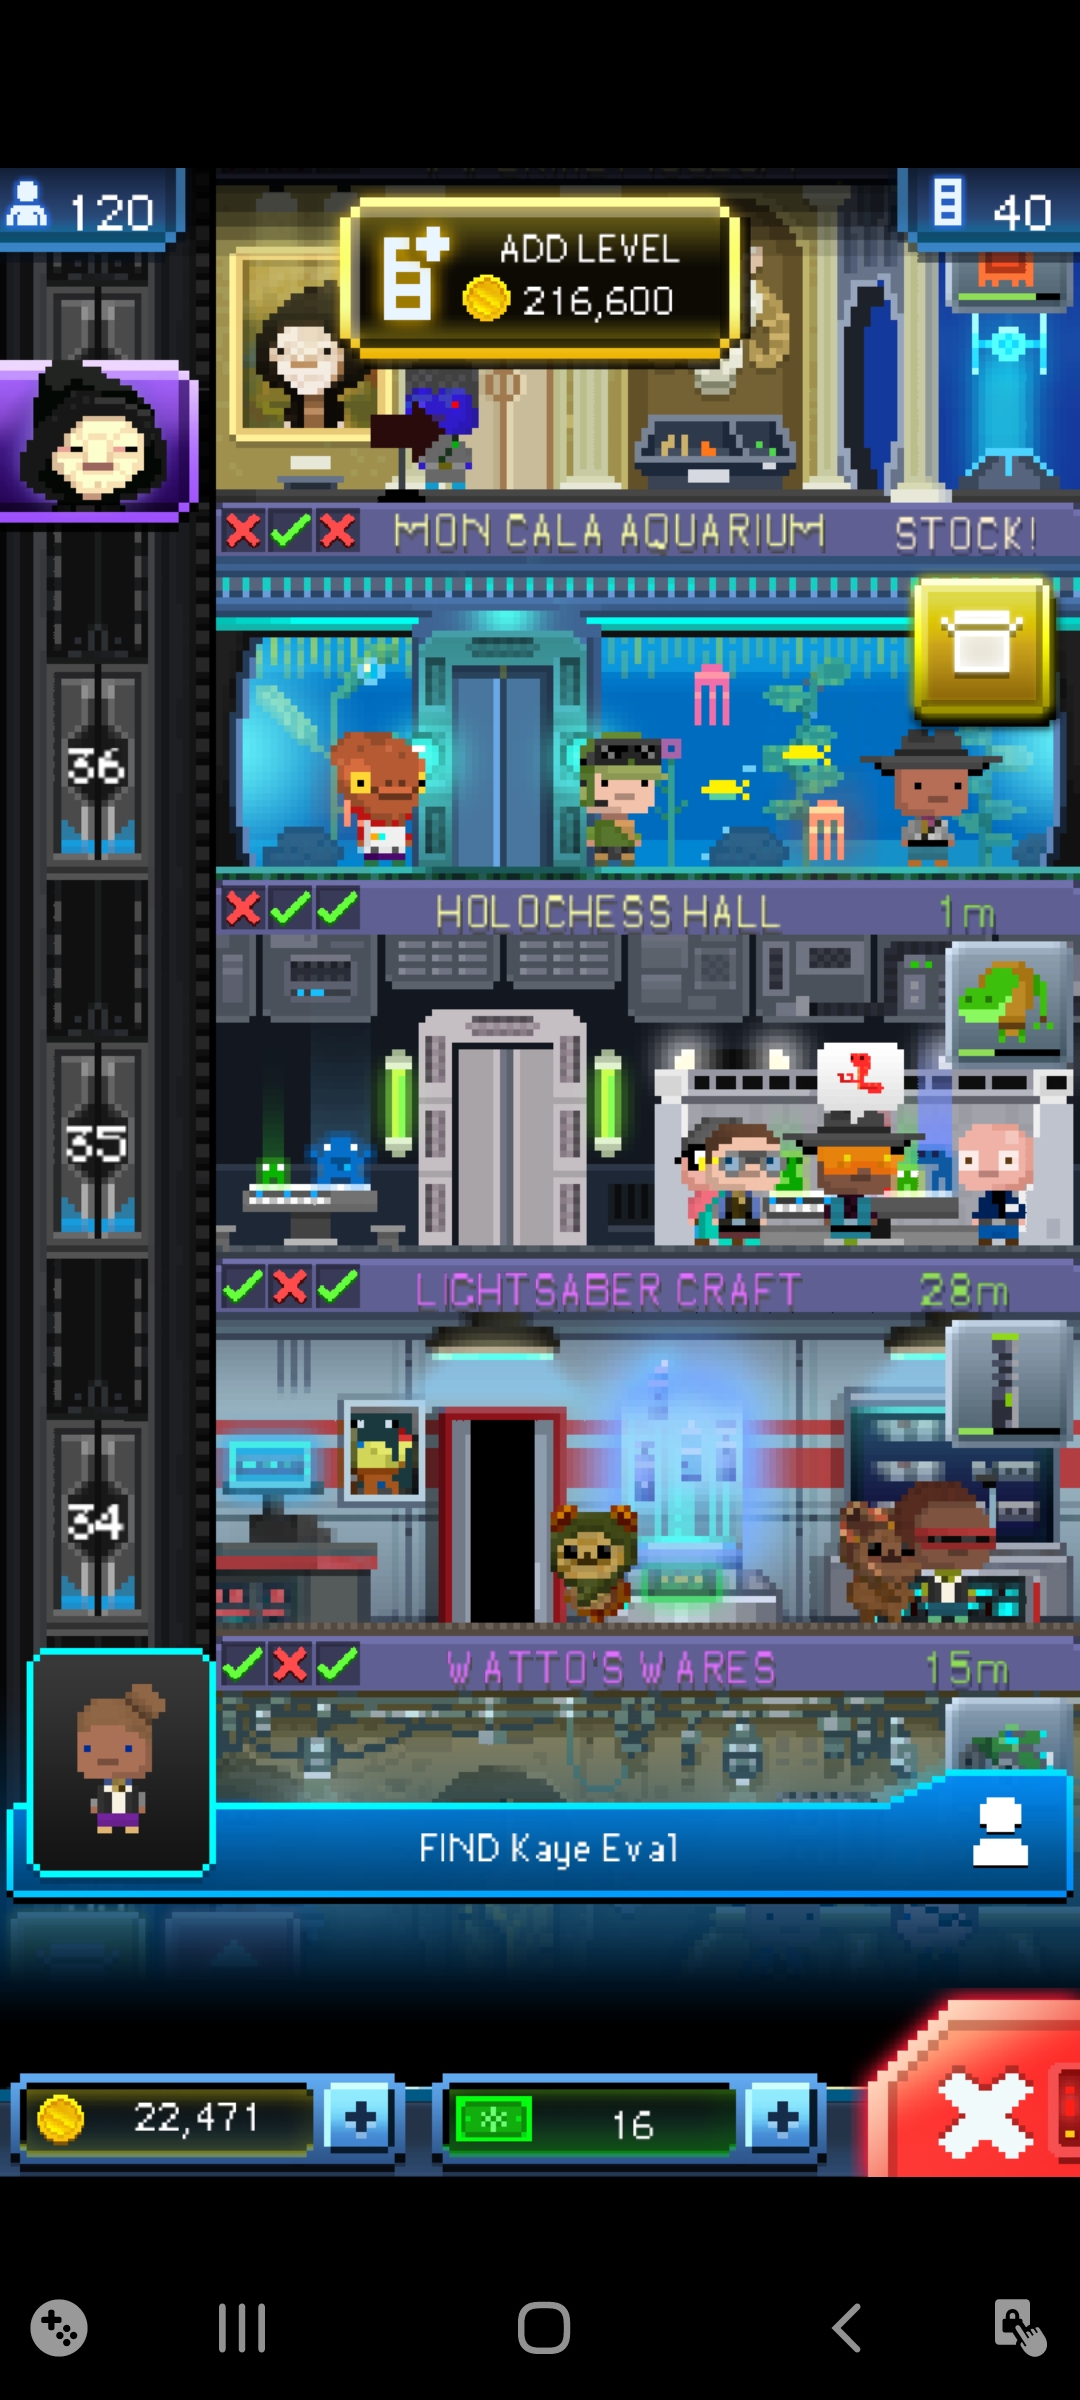 120
ADD LEVEL
216,600
40
MON CALA AQUARIUM STOCK!
36
HOLOCHESS HALL 1m
35
LIGHTSABER CRAFT 28m
34
WATTO'S WARES 15m
FIND Kaye Eval
22,471
16